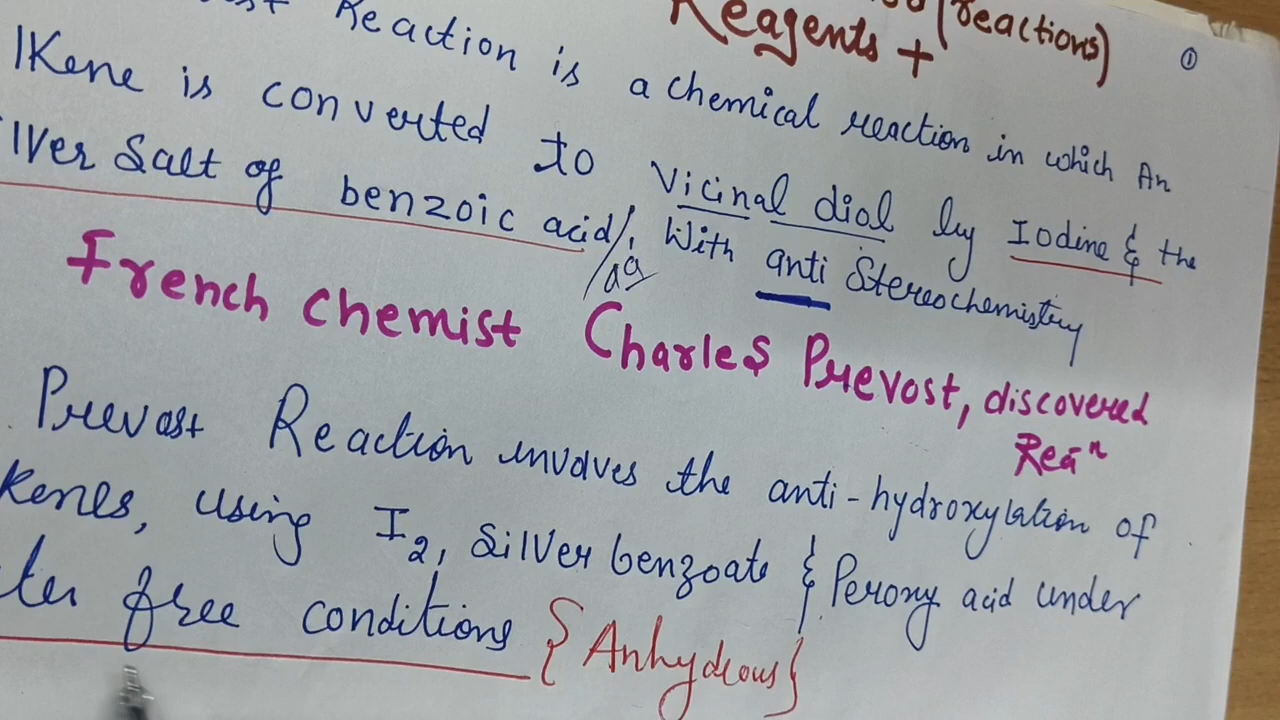 reactions)
Reagents +
①
Reaction is a chemical reaction in which An
lKene is converted to Vicinal diol by Iodine & the
lver Salt of benzoic acid, With anti Stereochemistry
French Chemist Charles Prevost, discovered
Reaⁿ
Prevost Reaction involves the anti-hydroxylation of
kenes, using I₂, Silver benzoate & Peroxy acid under
ter free conditions {Anhydrous}